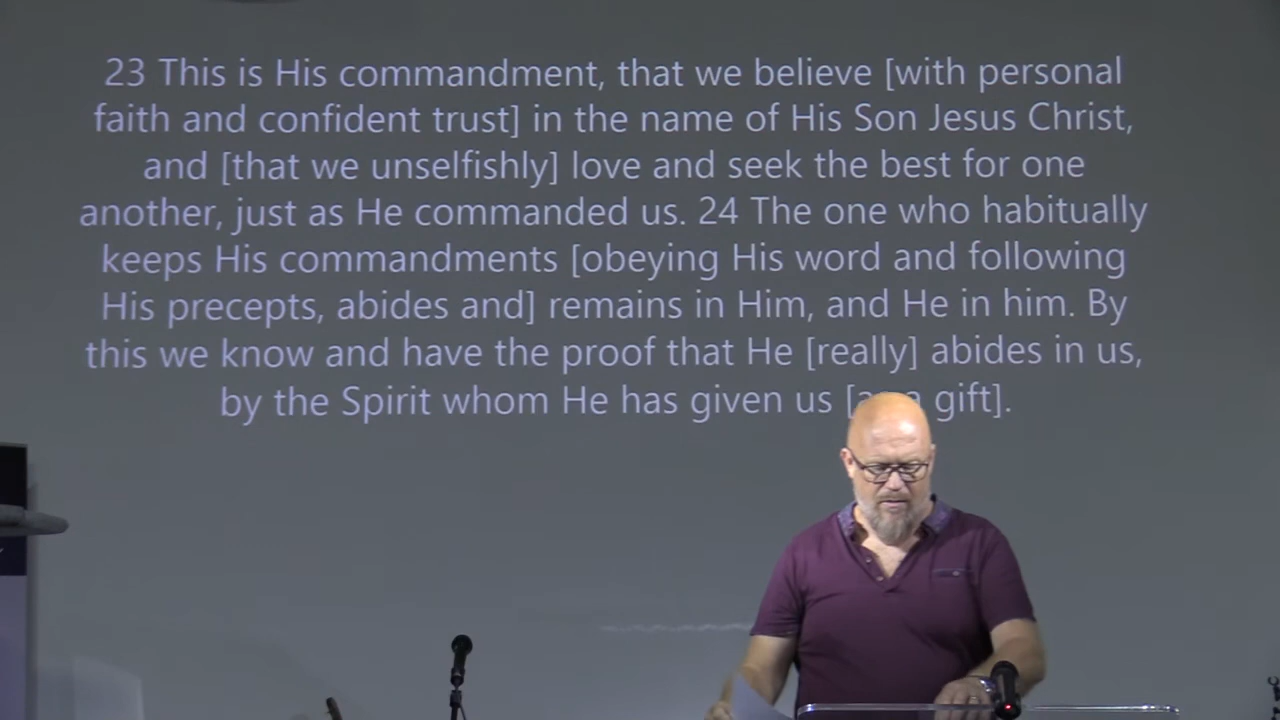 23 This is His commandment, that we believe [with personal
faith and confident trust] in the name of His Son Jesus Christ,
and [that we unselfishly] love and seek the best for one
another, just as He commanded us. 24 The one who habitually
keeps His commandments [obeying His word and following
His precepts, abides and] remains in Him, and He in him. By
this we know and have the proof that He [really] abides in us,
by the Spirit whom He has given us [as a gift].